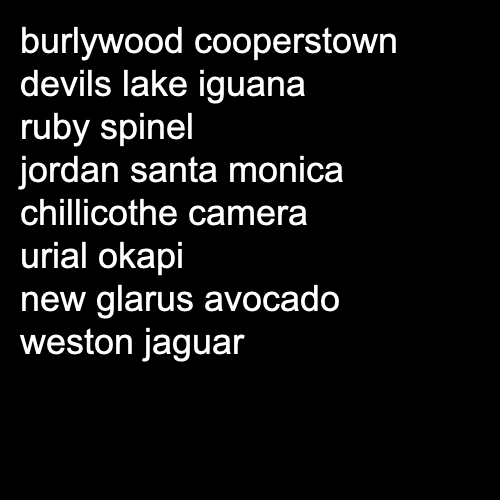 burlywood cooperstown
devils lake iguana
ruby spinel
jordan santa monica
chillicothe camera
urial okapi
new glarus avocado
weston jaguar